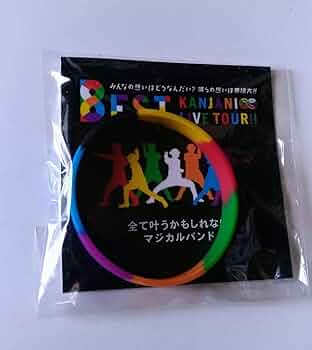 みんなの想いはどうなんだい？僕らの想いは無限大!!
BEST KANJANI∞
LIVE TOUR!!
全て叶うかもしれな
マジカルバンド